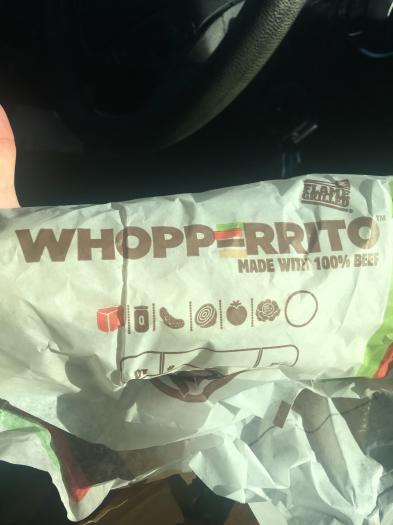 FLAME
GRILLED
WHOPPERRITO™
MADE WITH 100% BEEF